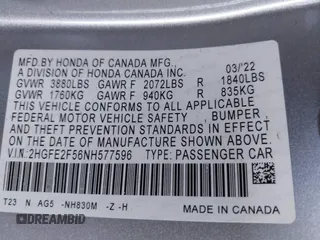 MFD.BY HONDA OF CANADA MFG.,
A DIVISION OF HONDA CANADA INC. 03/'22
GVWR 3880LBS GAWR F 2072LBS R 1840LBS
GVWR 1760KG GAWR F 940KG R 835KG
THIS VEHICLE CONFORMS TO ALL APPLICABLE
FEDERAL MOTOR VEHICLE SAFETY BUMPER,
AND THEFT PREVENTION STANDARDS IN EFFECT
ON THE DATE OF MANUFACTURE SHOWN ABOVE.
V.I.N:2HGFE2F56NH577596 TYPE:PASSENGER CAR
T23 N AG5 -NH830M -Z -H
MADE IN CANADA
DREAMBID